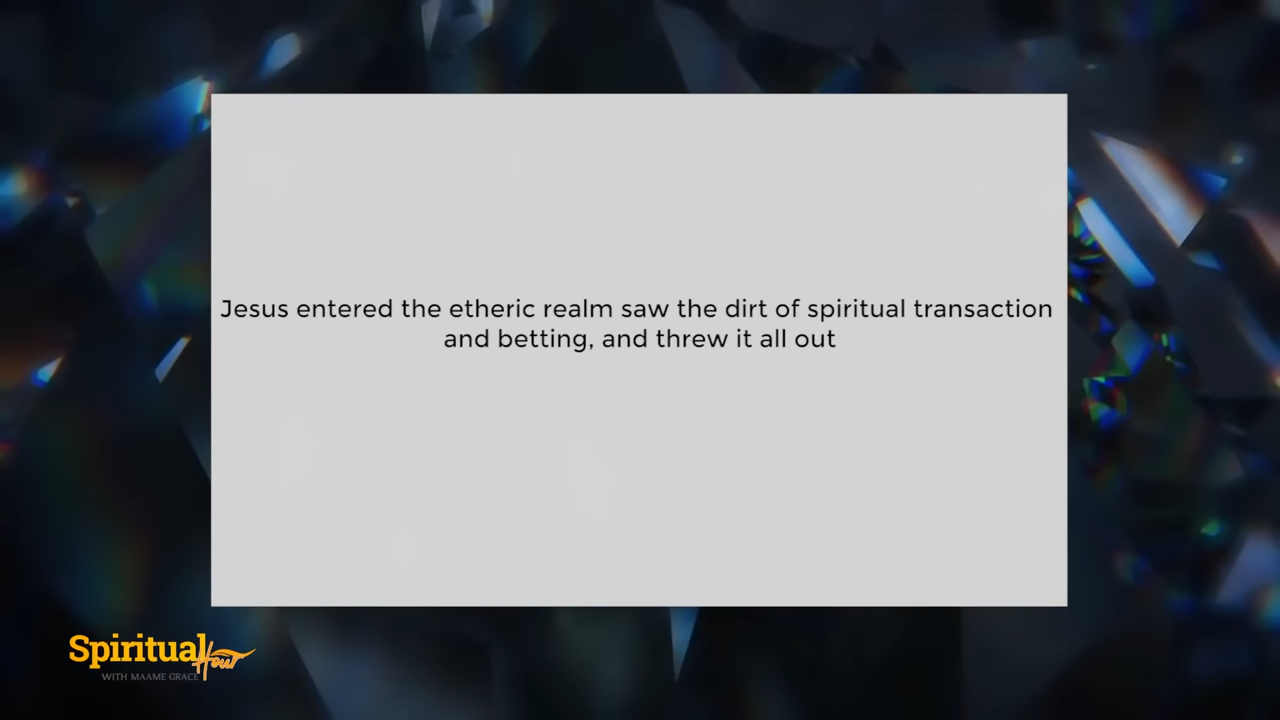 Jesus entered the etheric realm saw the dirt of spiritual transaction
and betting, and threw it all out
Spiritual Hour
WITH MAAME GRACE